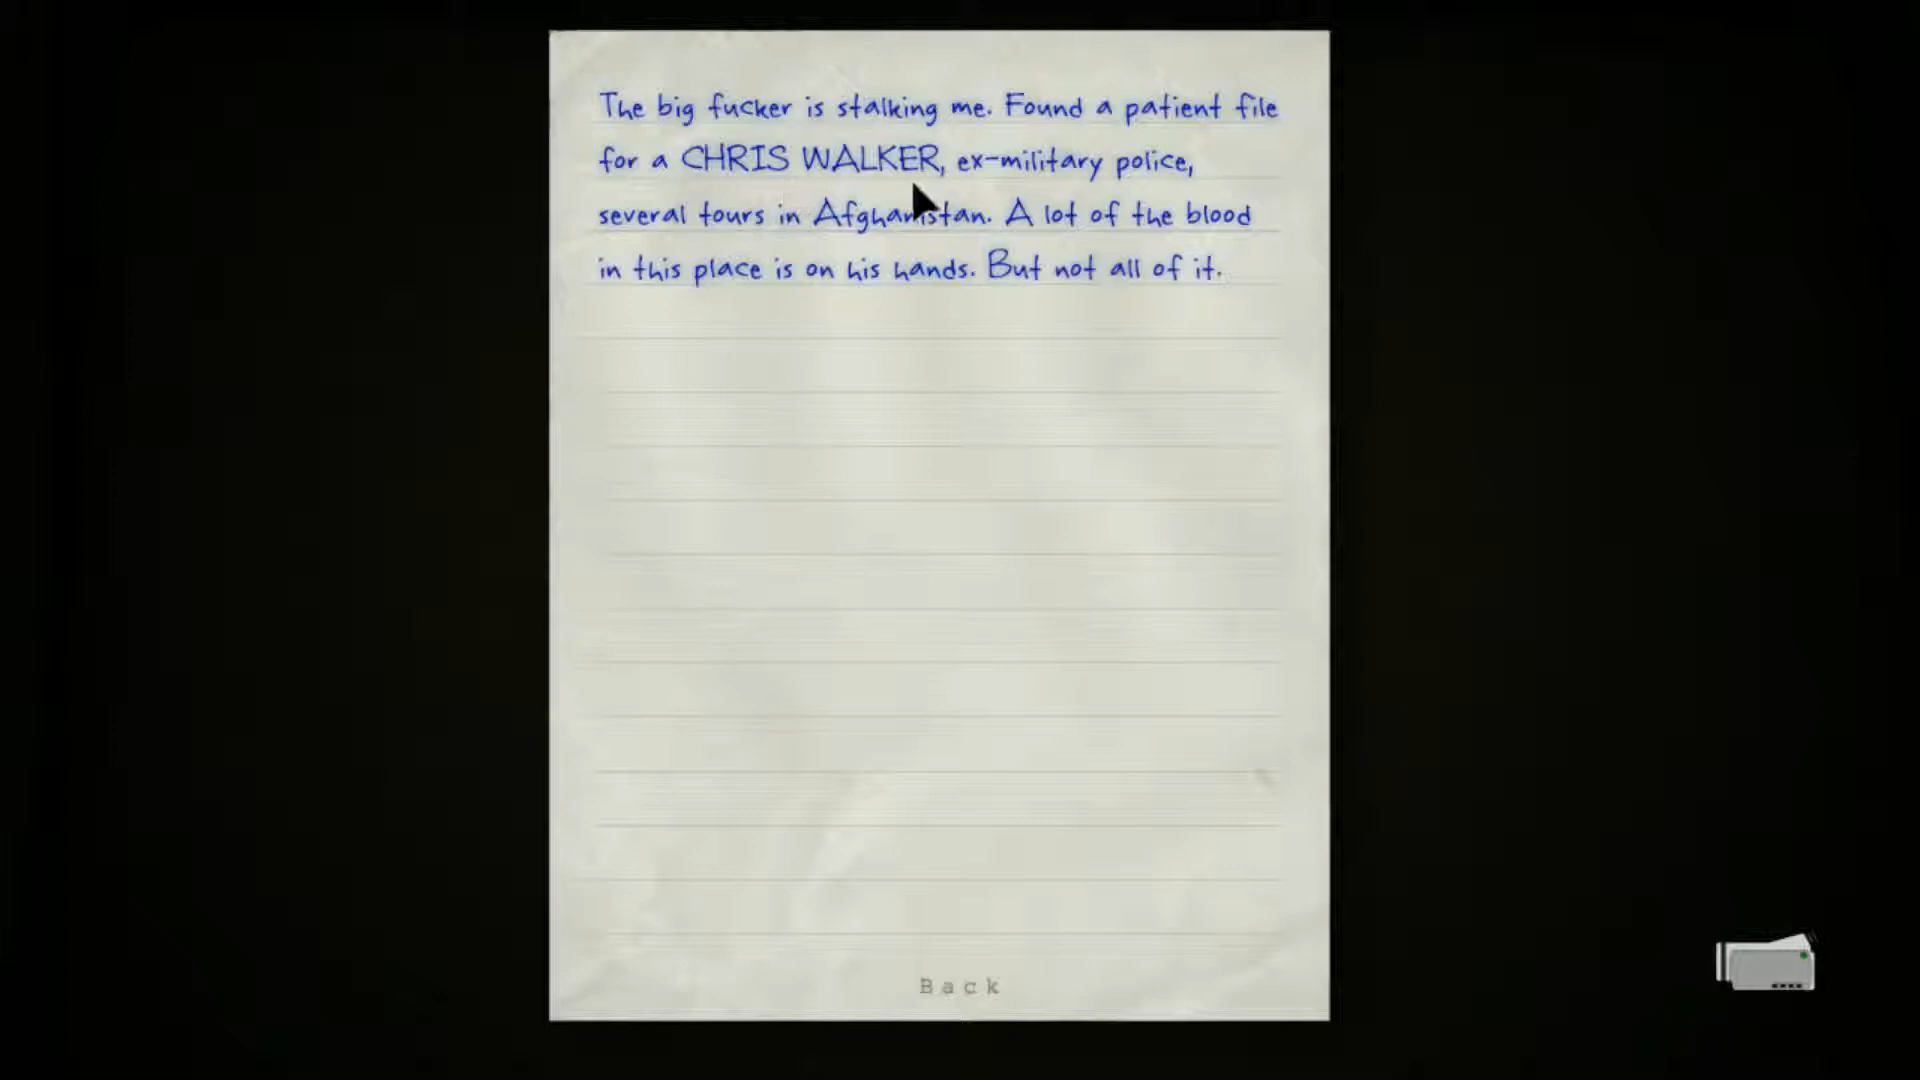 The big fucker is stalking me. Found a patient file
for a CHRIS WALKER, ex-military police,
several tours in Afghanistan. A lot of the blood
in this place is on his hands. But not all of it.
Back